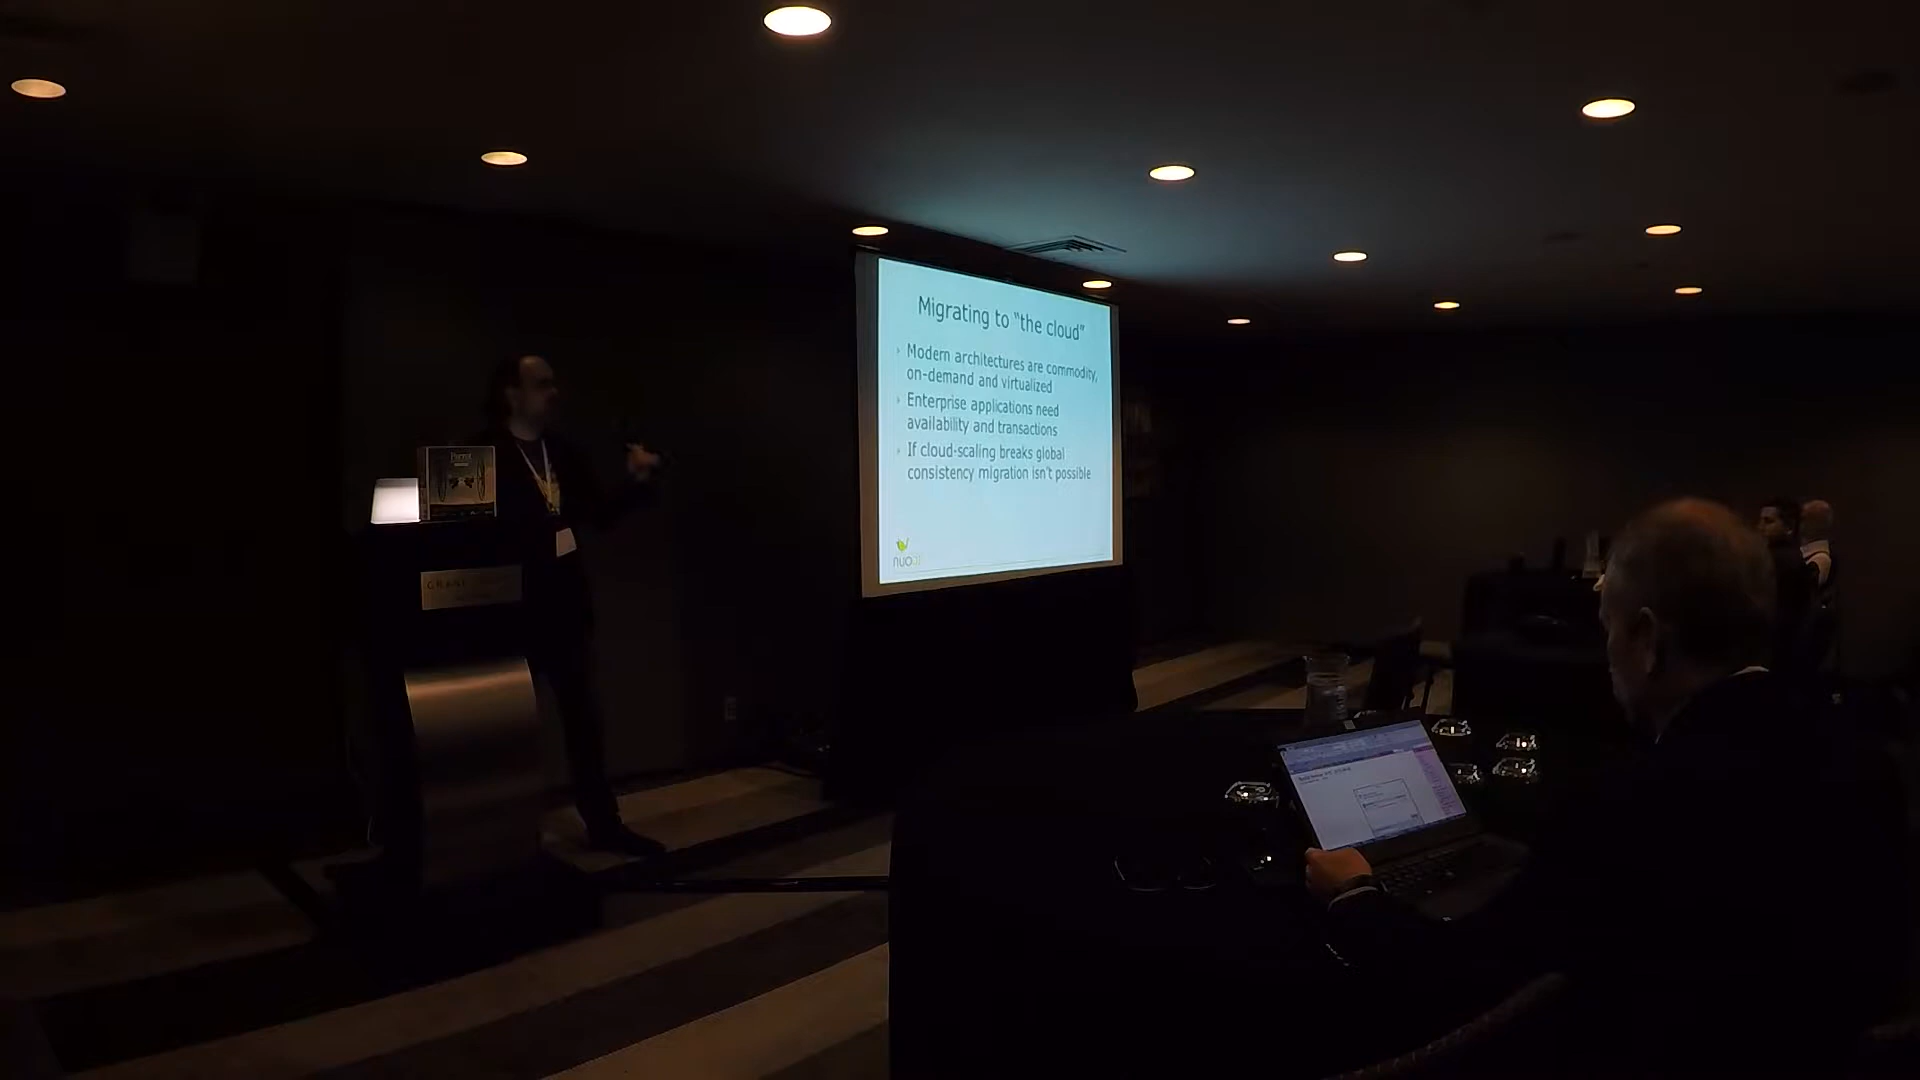 Migrating to "the cloud"
Modern architectures are commodity,
on-demand and virtualized
Enterprise applications need
availability and transactions
If cloud-scaling breaks global
consistency migration isn't possible
nuoDB
Parrot